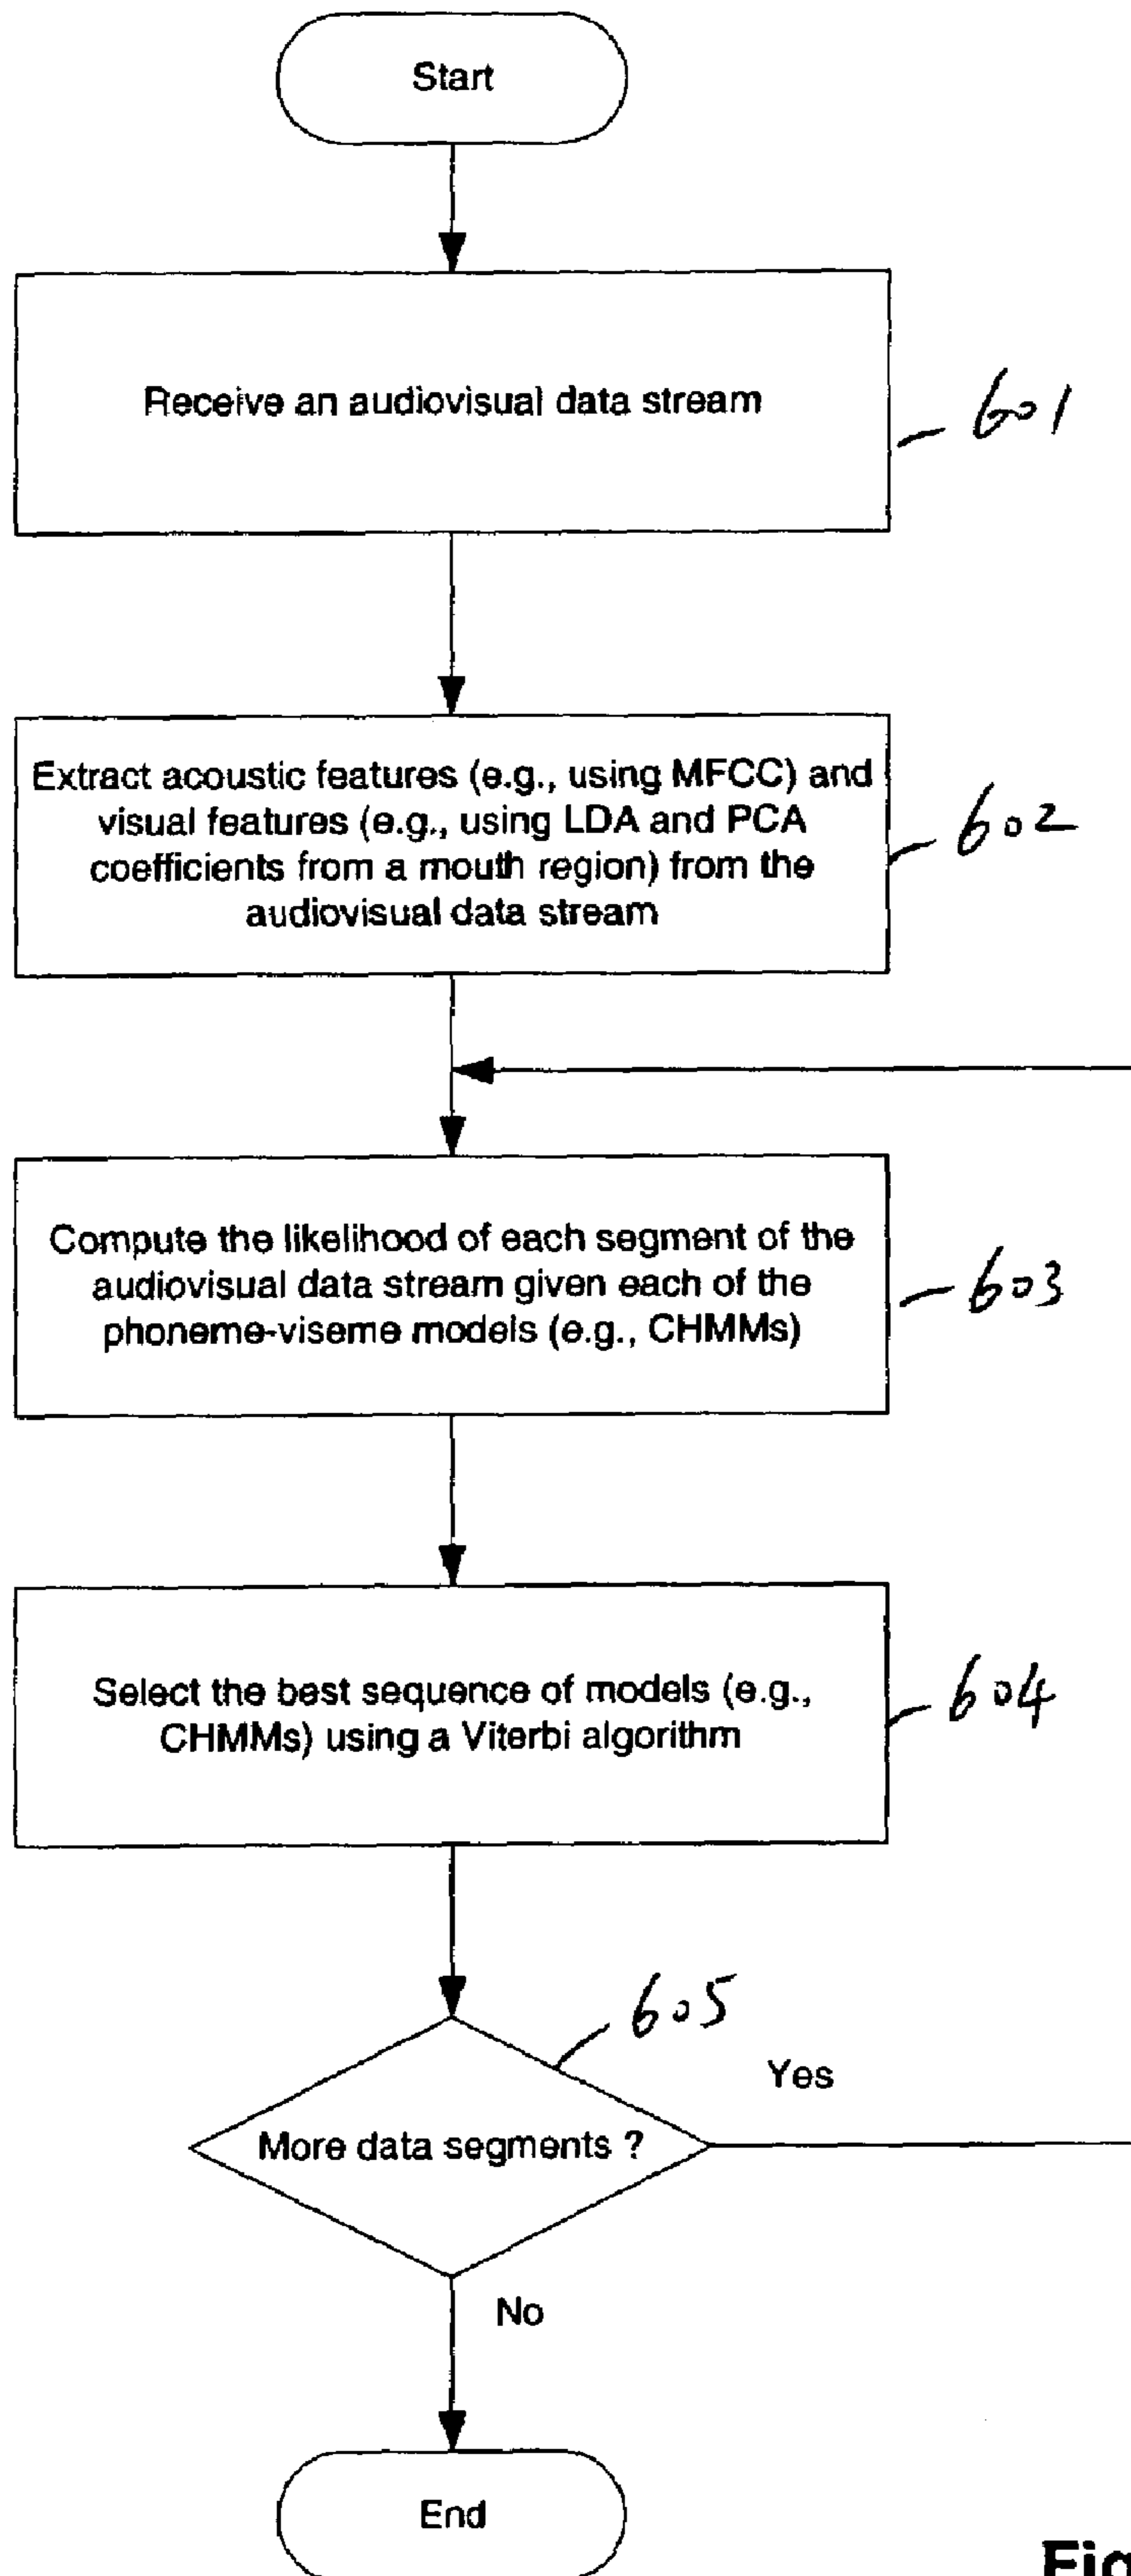 Start
Receive an audiovisual data stream
601
Extract acoustic features (e.g., using MFCC) and
visual features (e.g., using LDA and PCA
coefficients from a mouth region) from the
audiovisual data stream
602
Compute the likelihood of each segment of the
audiovisual data stream given each of the
phoneme-viseme models (e.g., CHMMs)
603
Select the best sequence of models (e.g.,
CHMMs) using a Viterbi algorithm
604
605
Yes
More data segments ?
No
End
Fig